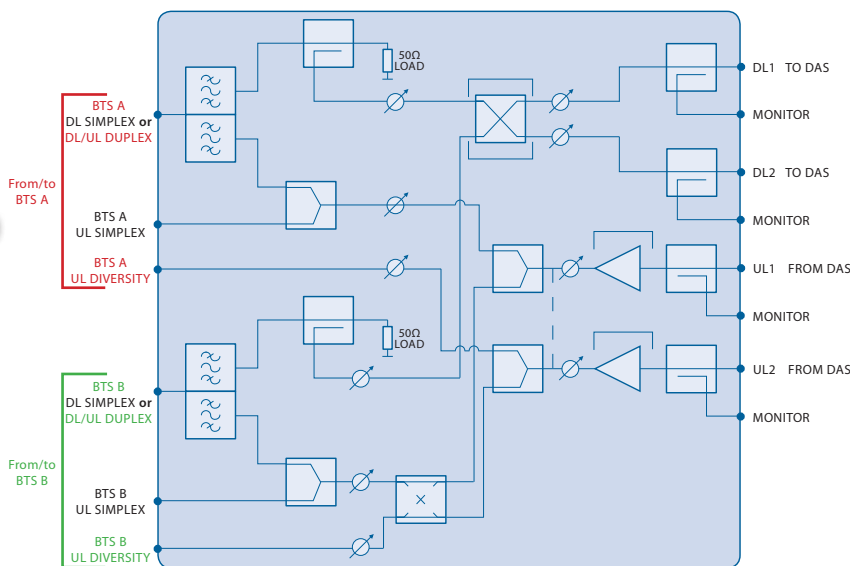 From/to
BTS A
BTS A
DL SIMPLEX or
DL/UL DUPLEX
BTS A
UL SIMPLEX
BTS A
UL DIVERSITY
50Ω
LOAD
DL1 TO DAS
MONITOR
DL2 TO DAS
MONITOR
UL1 FROM DAS
MONITOR
UL2 FROM DAS
MONITOR
From/to
BTS B
BTS B
DL SIMPLEX or
DL/UL DUPLEX
BTS B
UL SIMPLEX
BTS B
UL DIVERSITY
50Ω
LOAD